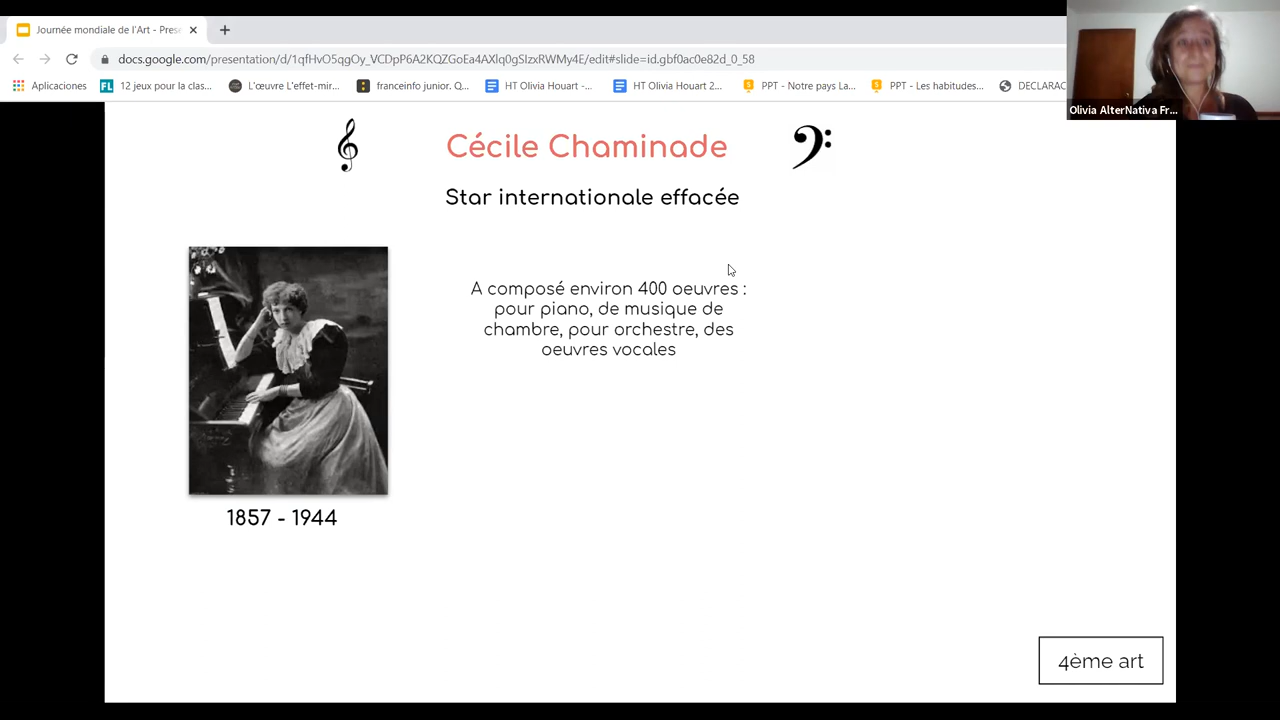 Journée mondiale de l'Art - Prese
docs.google.com/presentation/d/1qfHvO5qgOy_VCDpP6A2KQZGoEa4AXlq0gSIzxRWMy4E/edit#slide=id.gbf0ac0e82d_0_58
Aplicaciones
12 jeux pour la clas...
L'œuvre L'effet-mir...
franceinfo junior. Q...
HT Olivia Houart -...
HT Olivia Houart 2...
PPT - Notre pays La...
PPT - Les habitudes...
DECLARAC
Olivia AlterNativa Fr...
Cécile Chaminade
Star internationale effacée
A composé environ 400 oeuvres :
pour piano, de musique de
chambre, pour orchestre, des
oeuvres vocales
1857 - 1944
4ème art